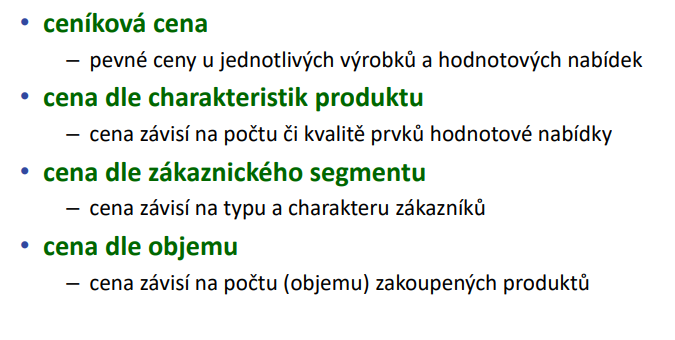 • ceníková cena
– pevné ceny u jednotlivých výrobků a hodnotových nabídek
• cena dle charakteristik produktu
– cena závisí na počtu či kvalitě prvků hodnotové nabídky
• cena dle zákaznického segmentu
– cena závisí na typu a charakteru zákazníků
• cena dle objemu
– cena závisí na počtu (objemu) zakoupených produktů